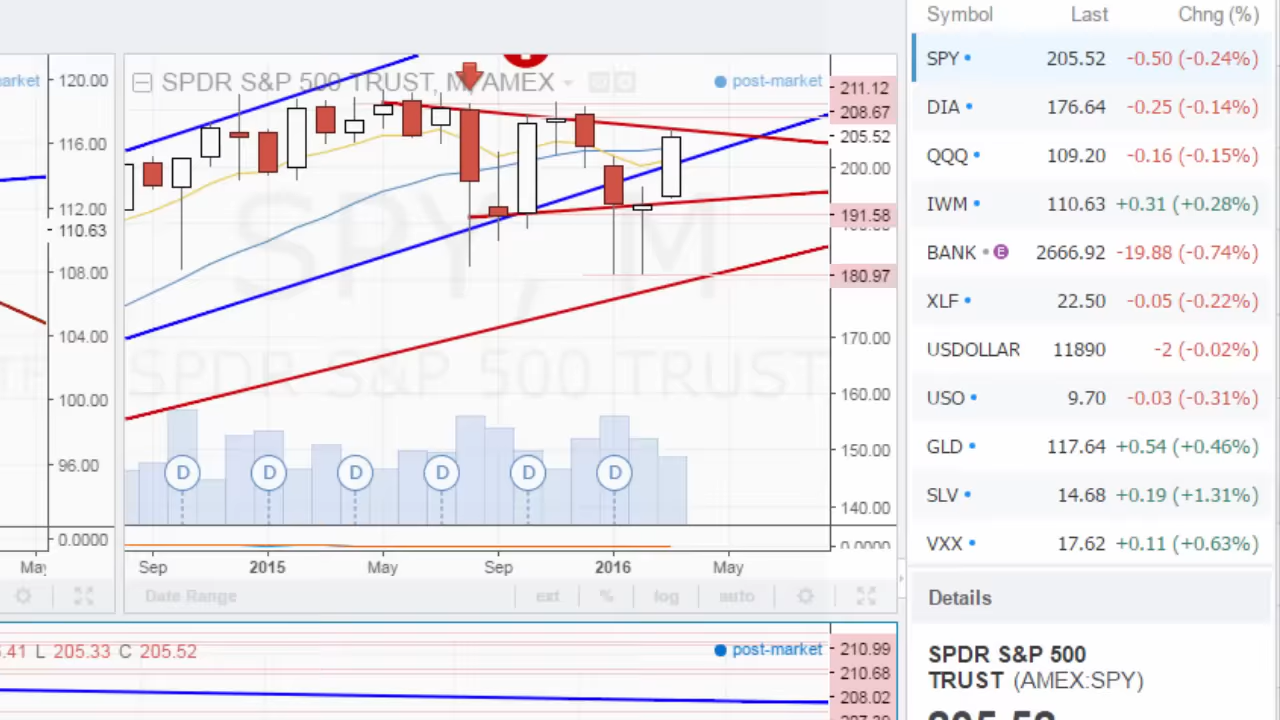 Symbol Last Chng (%)
SPY 205.52 -0.50 (-0.24%)
DIA 176.64 -0.25 (-0.14%)
QQQ 109.20 -0.16 (-0.15%)
IWM 110.63 +0.31 (+0.28%)
BANK E 2666.92 -19.88 (-0.74%)
XLF 22.50 -0.05 (-0.22%)
USDOLLAR 11890 -2 (-0.02%)
USO 9.70 -0.03 (-0.31%)
GLD 117.64 +0.54 (+0.46%)
SLV 14.68 +0.19 (+1.31%)
VXX 17.62 +0.11 (+0.63%)
Details
SPDR S&P 500
TRUST (AMEX:SPY)
205.52
arket
120.00
116.00
112.00
110.63
108.00
104.00
100.00
96.00
0.0000
May
SPDR S&P 500 TRUST, M, AMEX
post-market
SPY, M
SPDR S&P 500 TRUST
211.12
208.67
205.52
200.00
191.58
180.97
170.00
160.00
150.00
140.00
0.0000
D D D D D D
Sep 2015 May Sep 2016 May
Date Range ext % log auto
.41 L 205.33 C 205.52
post-market
210.99
210.68
208.02